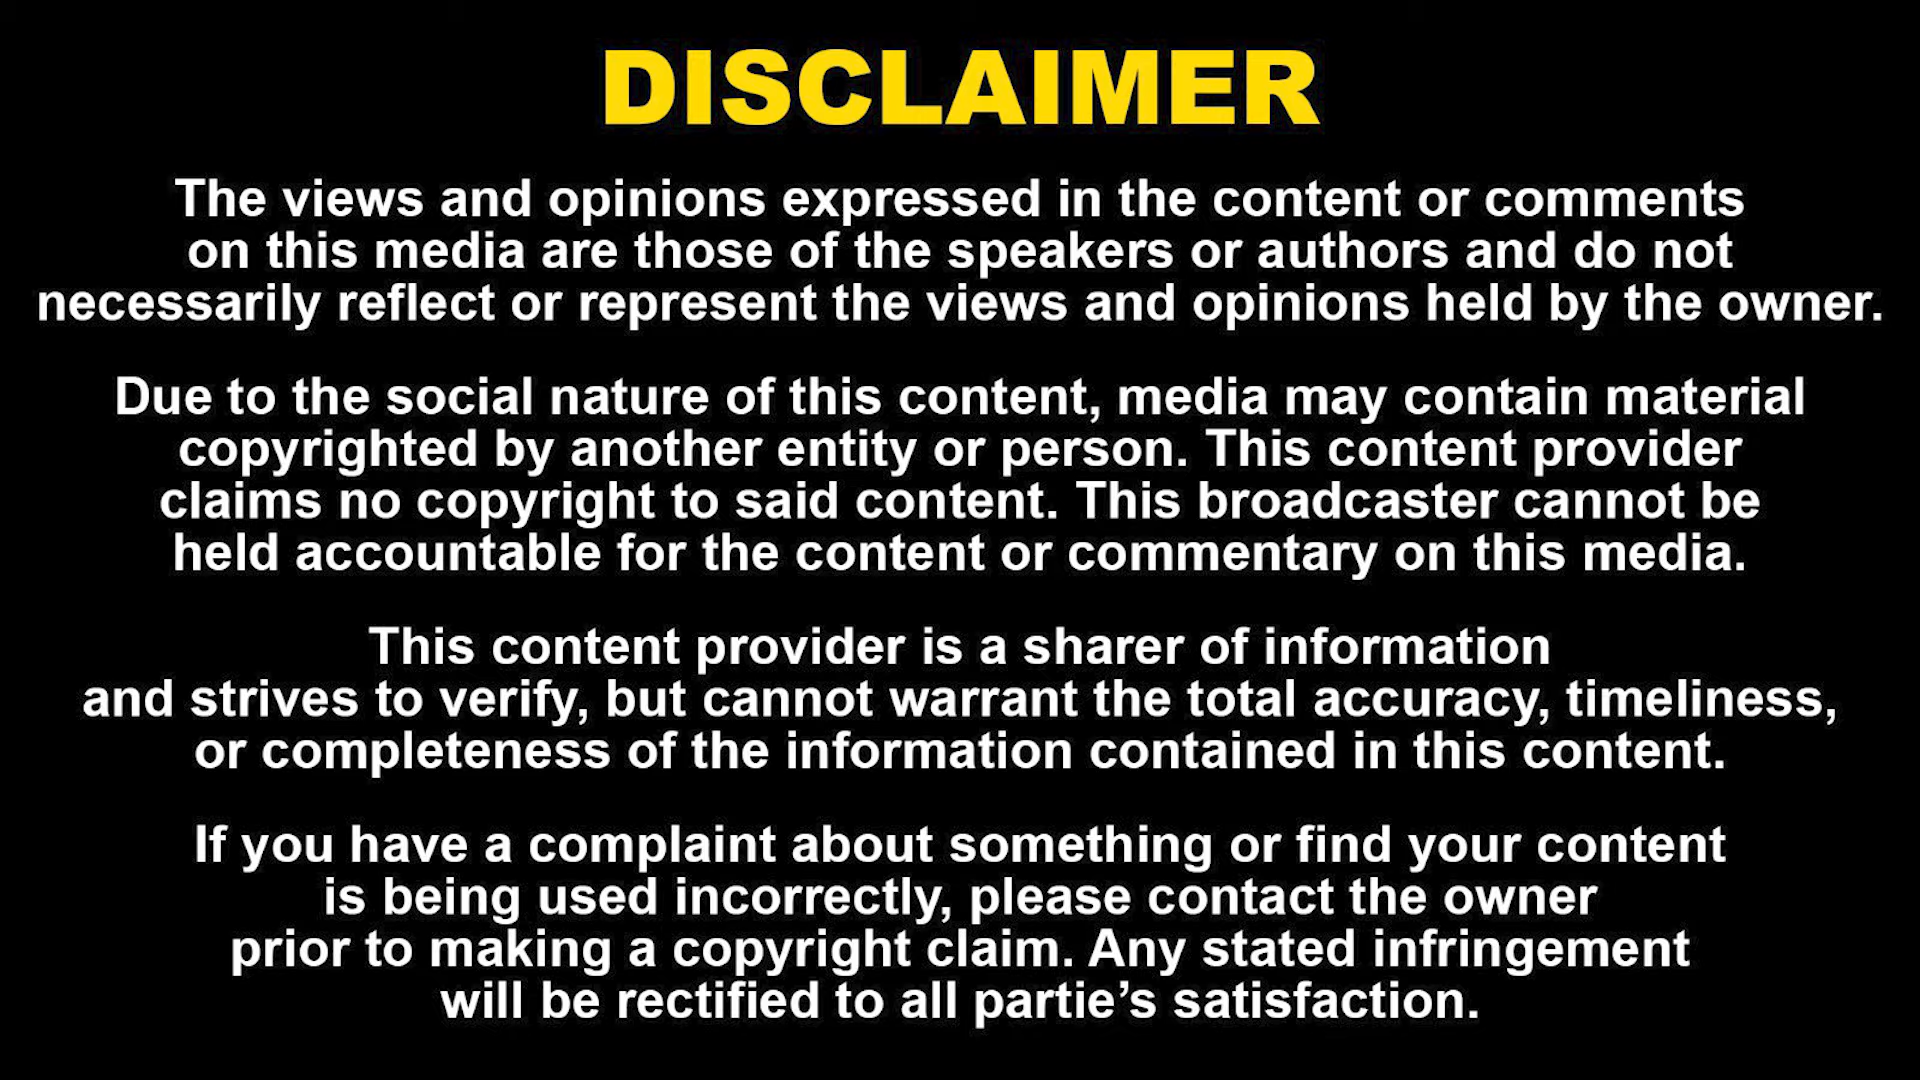 DISCLAIMER
The views and opinions expressed in the content or comments
on this media are those of the speakers or authors and do not
necessarily reflect or represent the views and opinions held by the owner.
Due to the social nature of this content, media may contain material
copyrighted by another entity or person. This content provider
claims no copyright to said content. This broadcaster cannot be
held accountable for the content or commentary on this media.
This content provider is a sharer of information
and strives to verify, but cannot warrant the total accuracy, timeliness,
or completeness of the information contained in this content.
If you have a complaint about something or find your content
is being used incorrectly, please contact the owner
prior to making a copyright claim. Any stated infringement
will be rectified to all partie’s satisfaction.